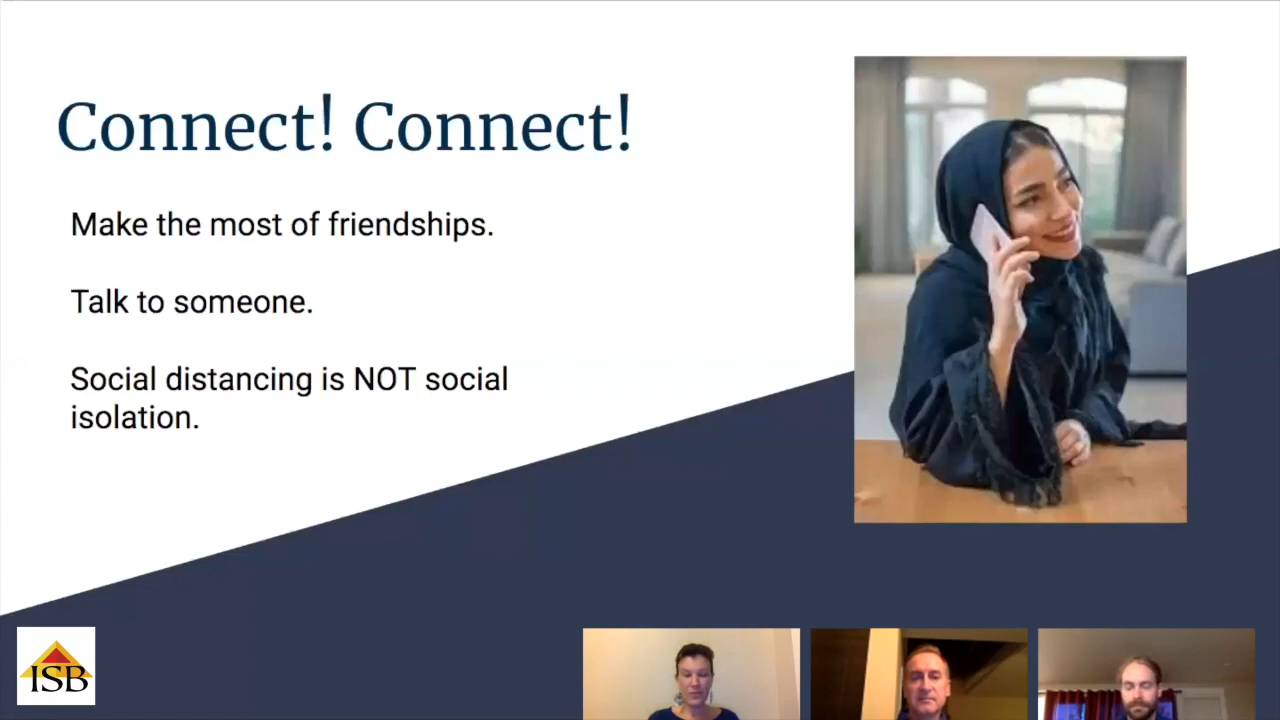 Connect! Connect!
Make the most of friendships.
Talk to someone.
Social distancing is NOT social
isolation.
ISB